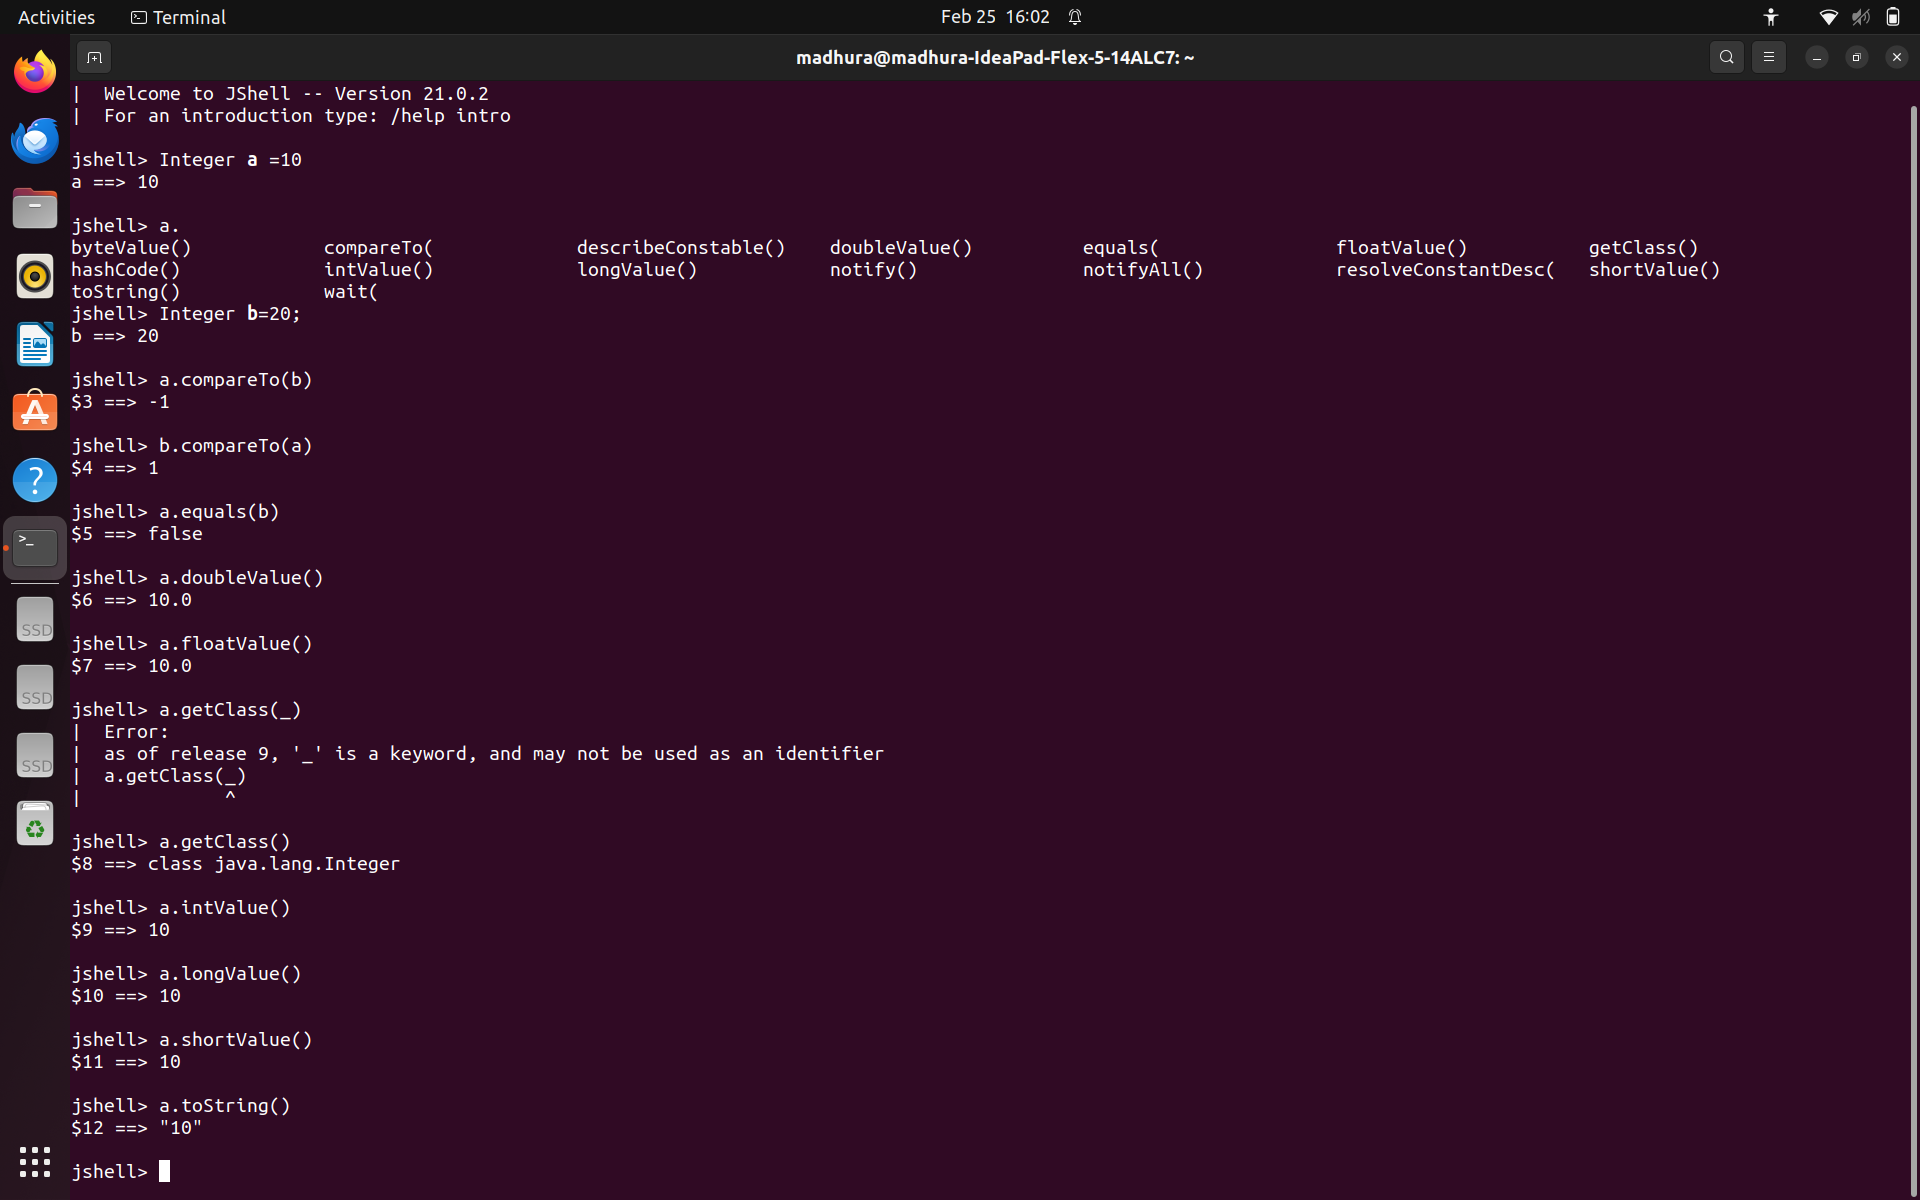 Activities Terminal Feb 25 16:02
madhura@madhura-IdeaPad-Flex-5-14ALC7: ~
| Welcome to JShell -- Version 21.0.2
| For an introduction type: /help intro
jshell> Integer a =10
a ==> 10
jshell> a.
byteValue() compareTo( describeConstable() doubleValue() equals( floatValue() getClass()
hashCode() intValue() longValue() notify() notifyAll() resolveConstantDesc( shortValue()
toString() wait(
jshell> Integer b=20;
b ==> 20
jshell> a.compareTo(b)
$3 ==> -1
jshell> b.compareTo(a)
$4 ==> 1
jshell> a.equals(b)
$5 ==> false
jshell> a.doubleValue()
$6 ==> 10.0
jshell> a.floatValue()
$7 ==> 10.0
jshell> a.getClass(_)
| Error:
| as of release 9, '_' is a keyword, and may not be used as an identifier
| a.getClass(_)
| ^
jshell> a.getClass()
$8 ==> class java.lang.Integer
jshell> a.intValue()
$9 ==> 10
jshell> a.longValue()
$10 ==> 10
jshell> a.shortValue()
$11 ==> 10
jshell> a.toString()
$12 ==> "10"
jshell>
SSD
SSD
SSD